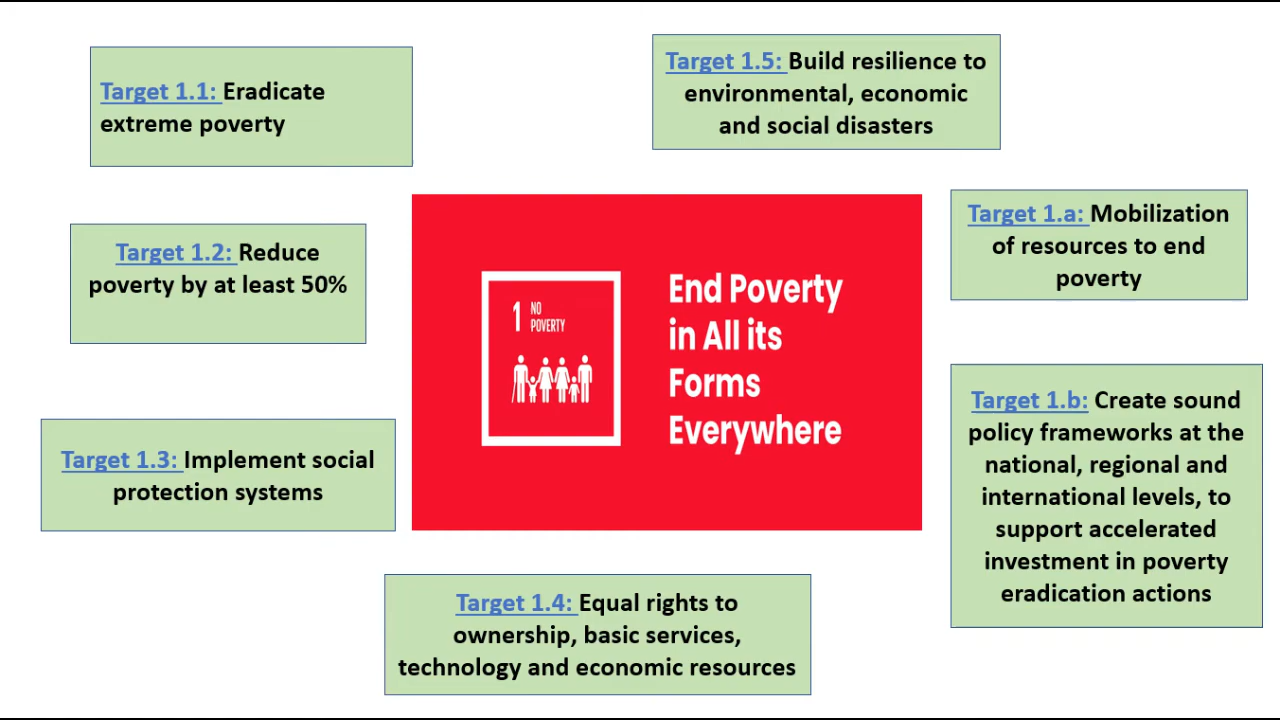 Target 1.1: Eradicate
extreme poverty
Target 1.2: Reduce
poverty by at least 50%
Target 1.3: Implement social
protection systems
Target 1.4: Equal rights to
ownership, basic services,
technology and economic resources
Target 1.5: Build resilience to
environmental, economic
and social disasters
Target 1.a: Mobilization
of resources to end
poverty
Target 1.b: Create sound
policy frameworks at the
national, regional and
international levels, to
support accelerated
investment in poverty
eradication actions
1 NO
POVERTY
End Poverty
in All its
Forms
Everywhere